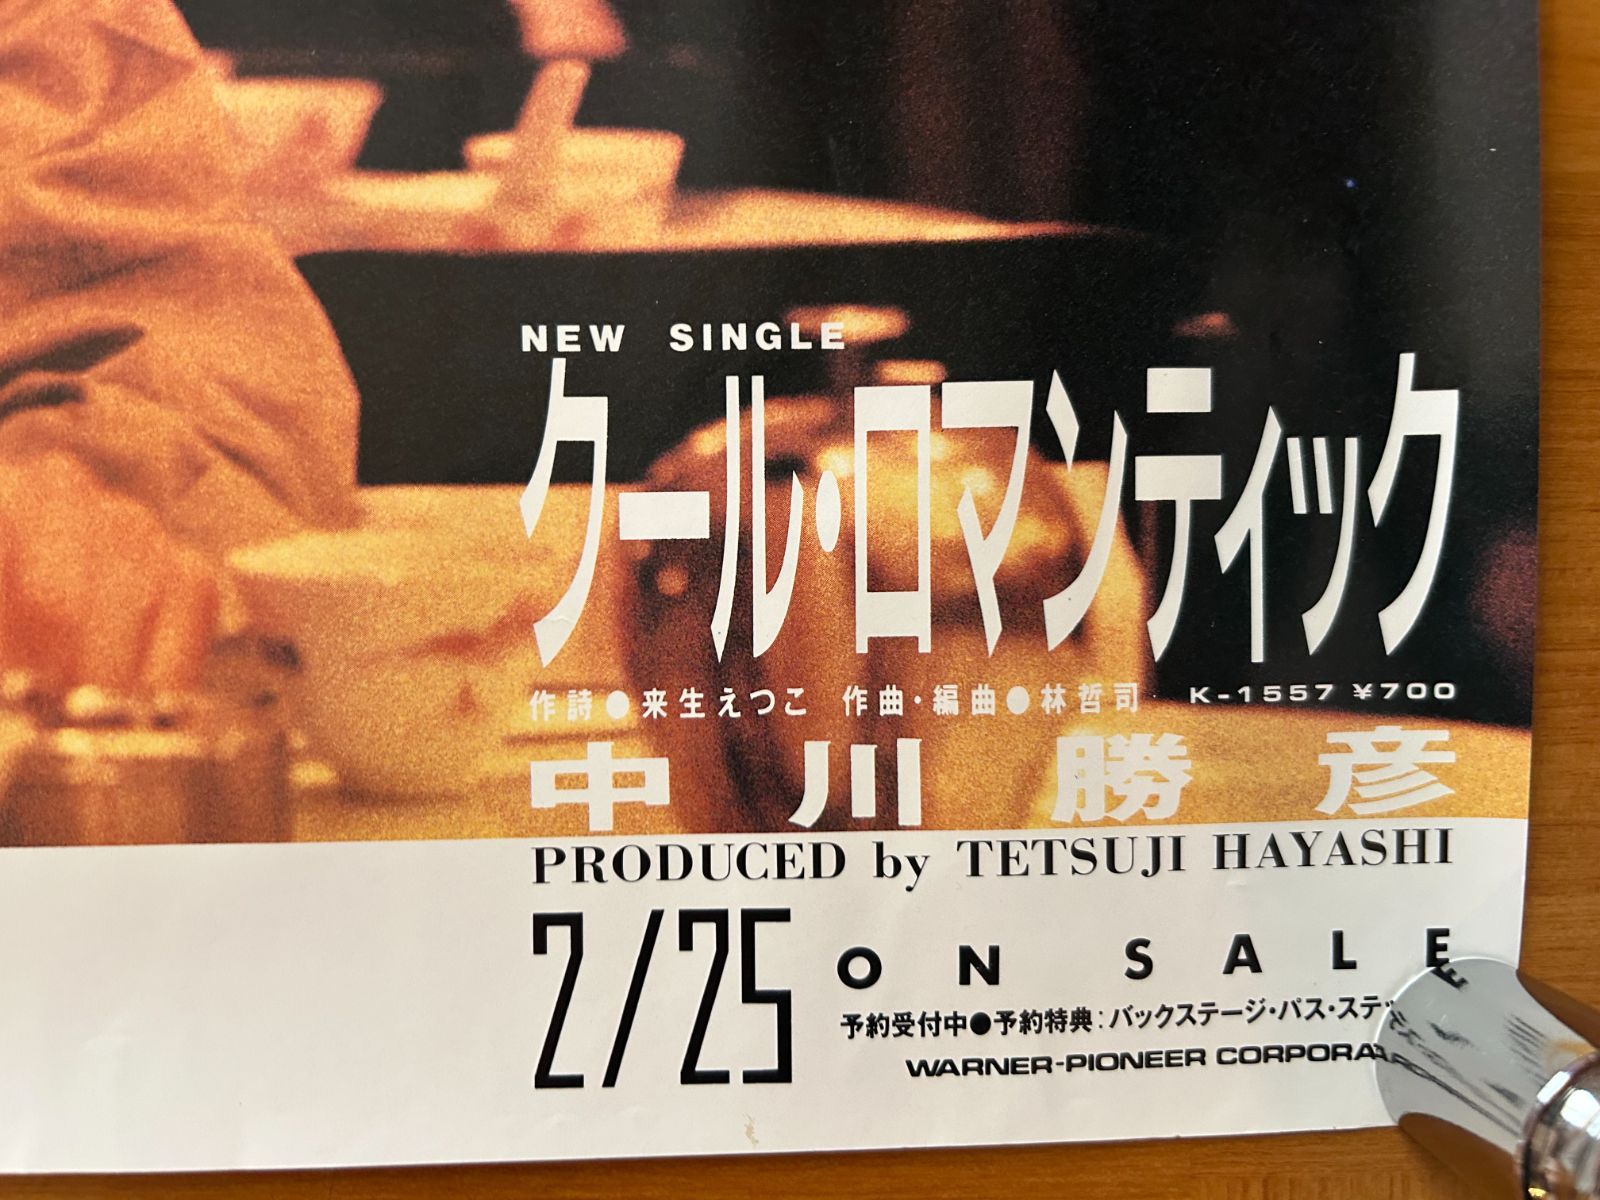 NEW SINGLE
クール・ロマンティック
作詩●来生えつこ 作曲・編曲●林哲司 K-1557 ¥700
中川勝彦
PRODUCED by TETSUJI HAYASHI
2/25 ON SALE
予約受付中●予約特典:バックステージ・パス・ステッ
WARNER-PIONEER CORPORA